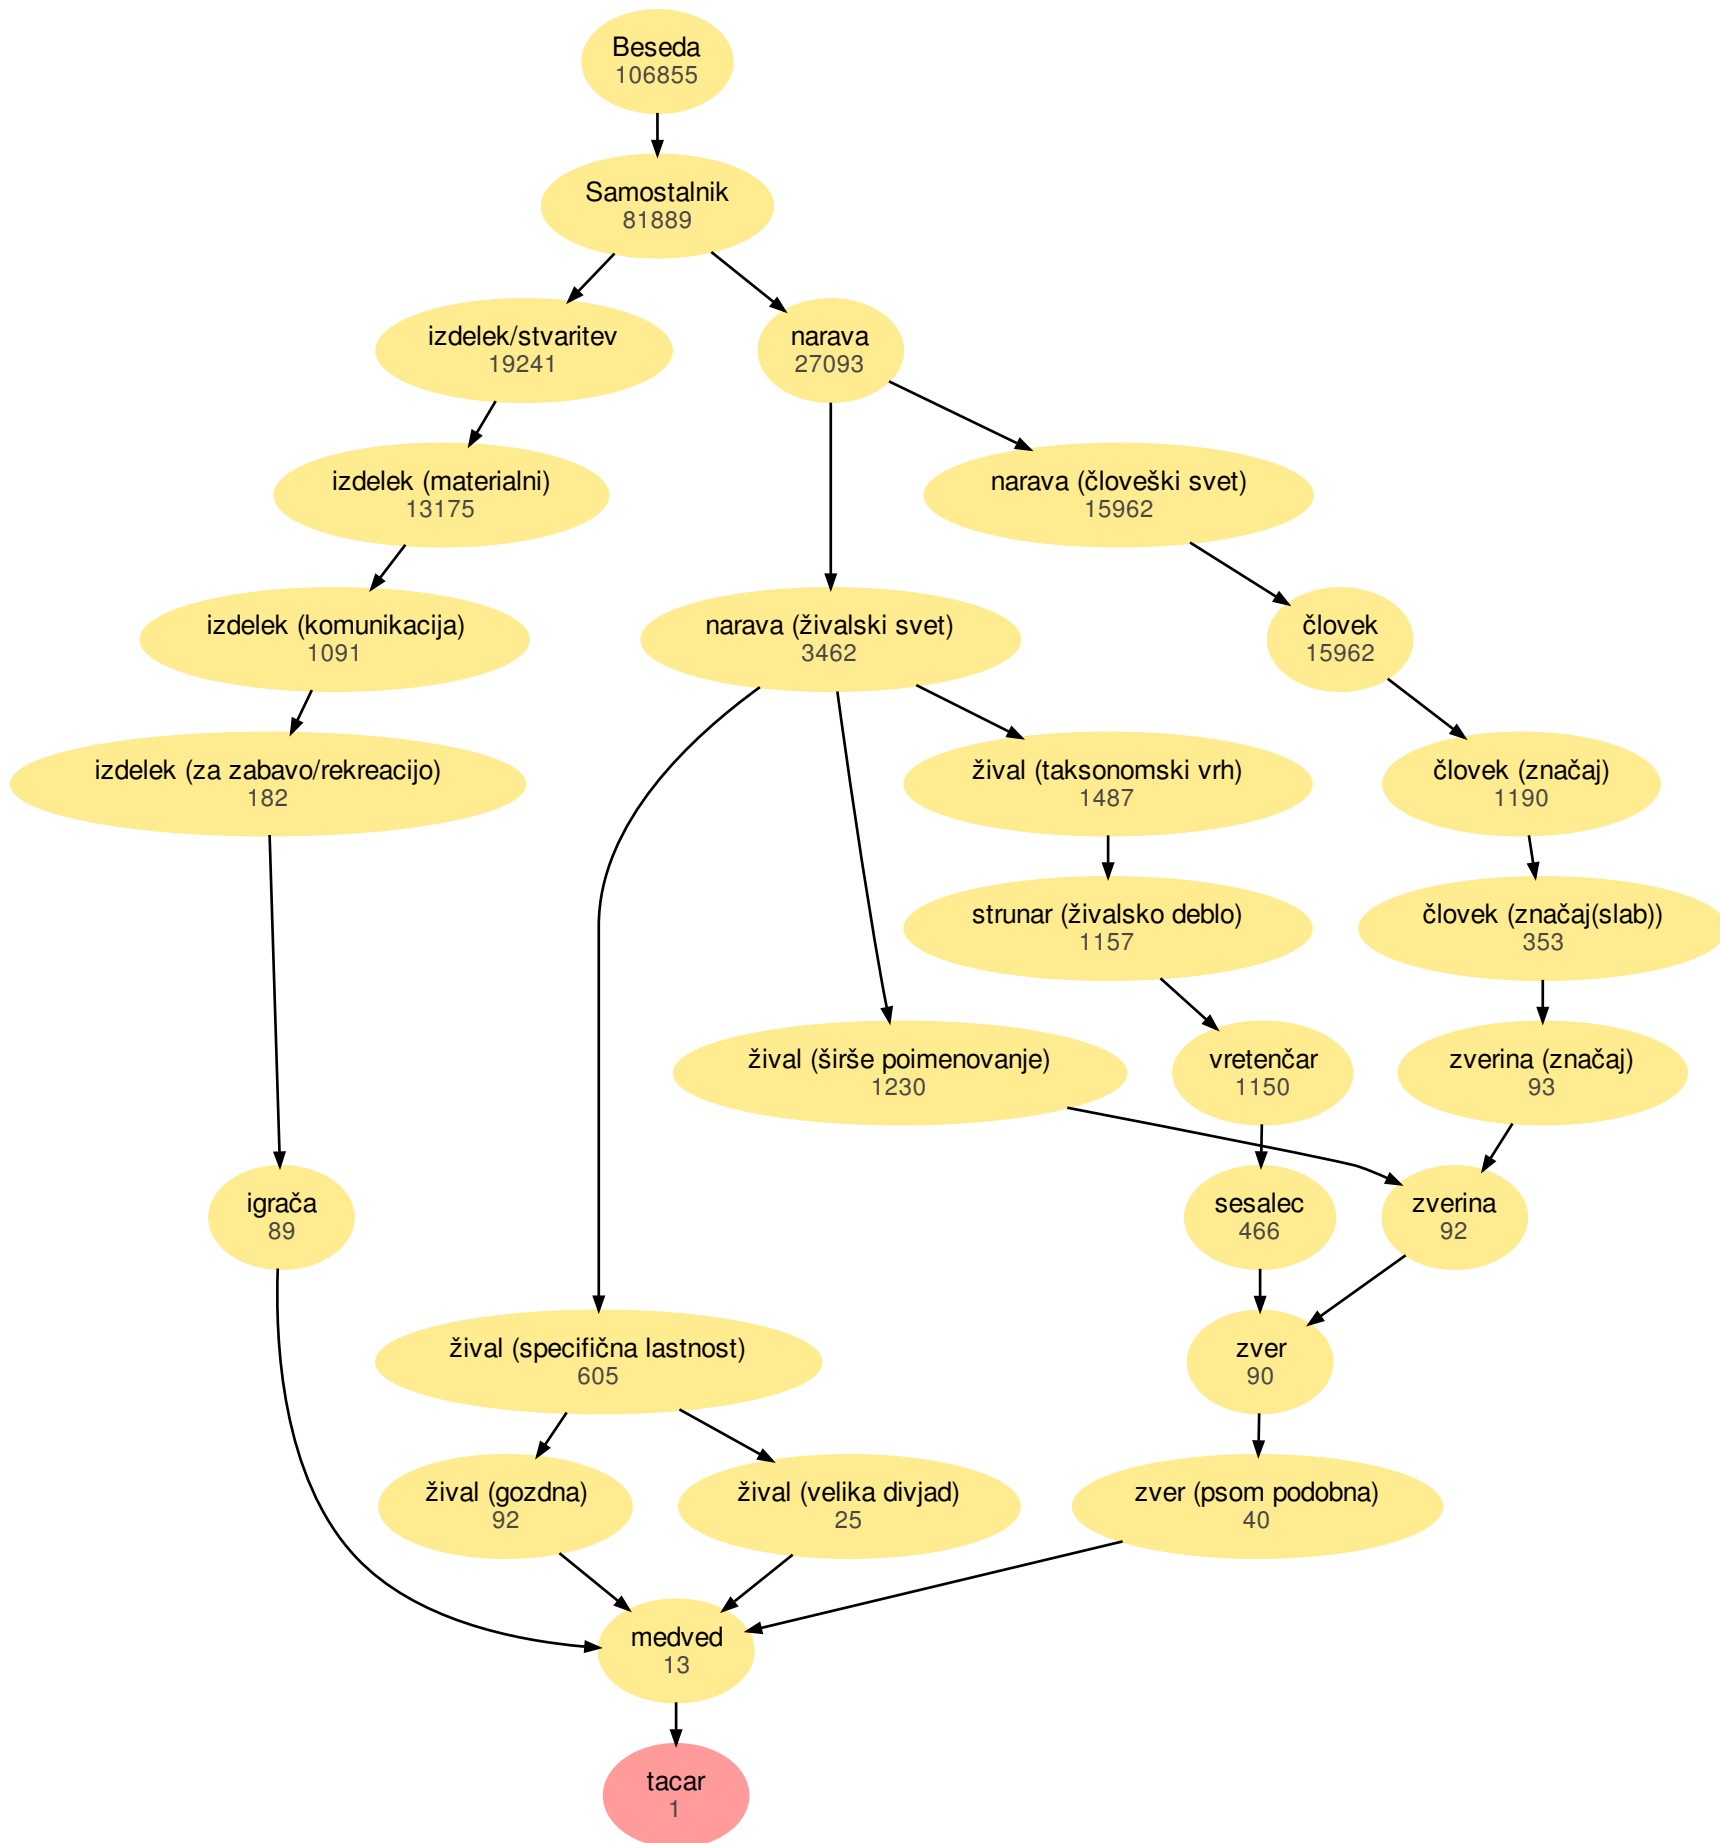 Beseda
106855
Samostalnik
81889
izdelek/stvaritev
19241
narava
27093
izdelek (materialni)
13175
narava (človeški svet)
15962
izdelek (komunikacija)
1091
narava (živalski svet)
3462
človek
15962
izdelek (za zabavo/rekreacijo)
182
žival (taksonomski vrh)
1487
človek (značaj)
1190
strunar (živalsko deblo)
1157
človek (značaj(slab))
353
žival (širše poimenovanje)
1230
vretenčar
1150
zverina (značaj)
93
igrača
89
sesalec
466
zverina
92
žival (specifična lastnost)
605
zver
90
žival (gozdna)
92
žival (velika divjad)
25
zver (psom podobna)
40
medved
13
tacar
1